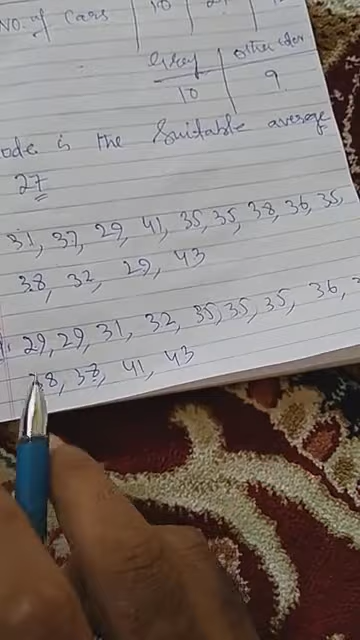 No. of Cars | 10
Grey | Other color
10 | 9
ode is the Suitable average
27
31, 37, 29, 41, 35, 35, 38, 36, 35,
38, 32, 29, 43
29, 29, 31, 32, 35, 35, 35, 36,
38, 38, 41, 43